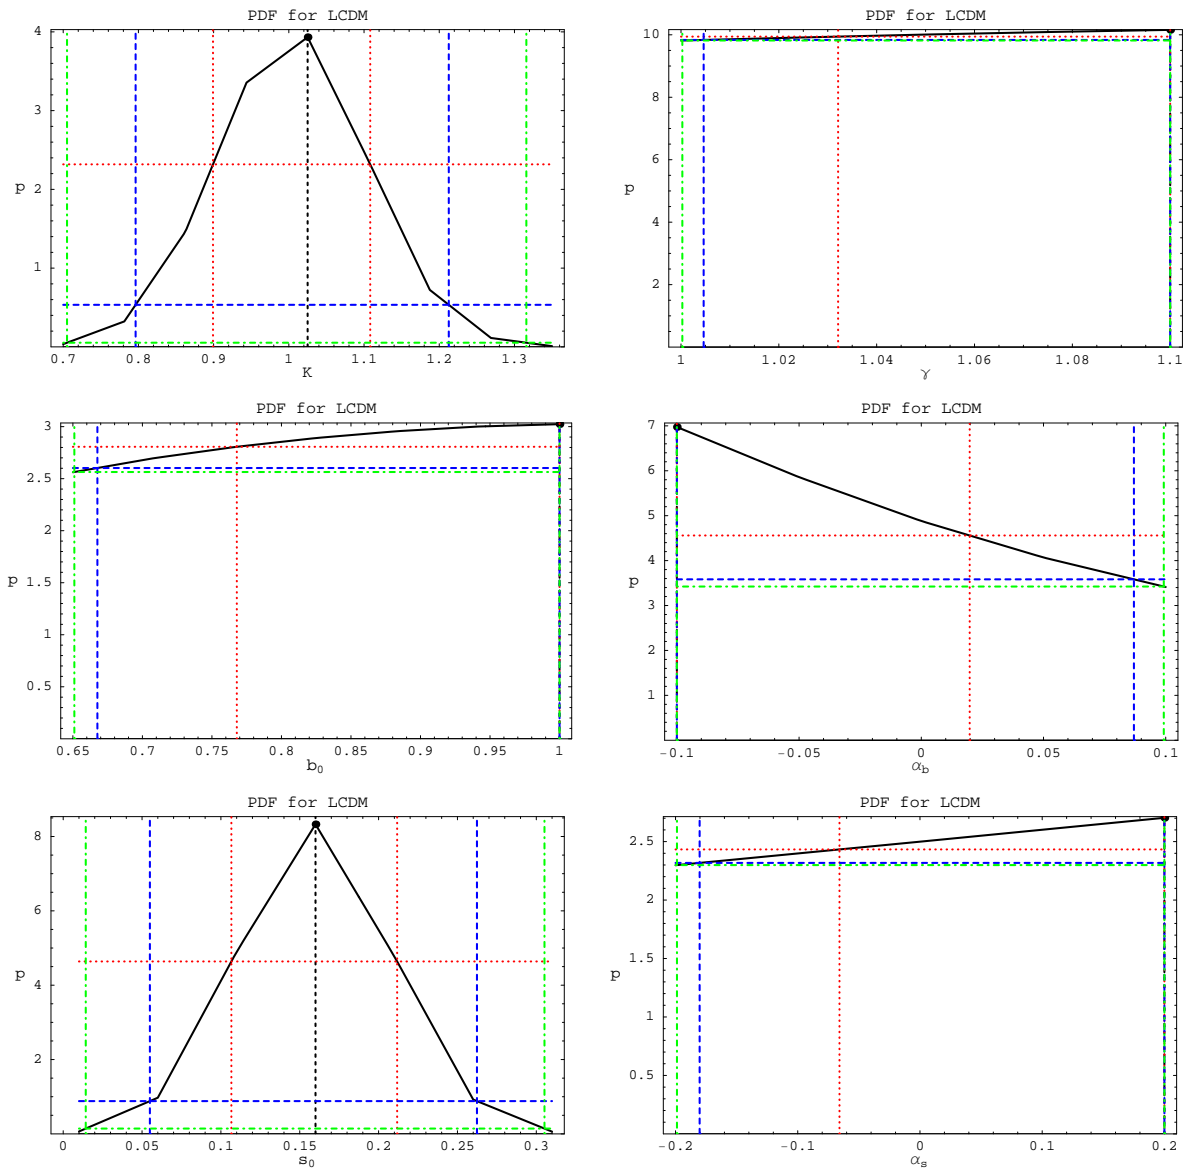 PDF for LCDM
4
3
2
1
p
0.7 0.8 0.9 1 1.1 1.2 1.3
K
PDF for LCDM
10
8
6
4
2
p
1 1.02 1.04 1.06 1.08 1.1
γ
PDF for LCDM
3
2.5
2
1.5
1
0.5
p
0.65 0.7 0.75 0.8 0.85 0.9 0.95 1
b0
PDF for LCDM
7
6
5
4
3
2
1
p
-0.1 -0.05 0 0.05 0.1
αb
PDF for LCDM
8
6
4
2
p
0 0.05 0.1 0.15 0.2 0.25 0.3
s0
PDF for LCDM
2.5
2
1.5
1
0.5
p
-0.2 -0.1 0 0.1 0.2
αs